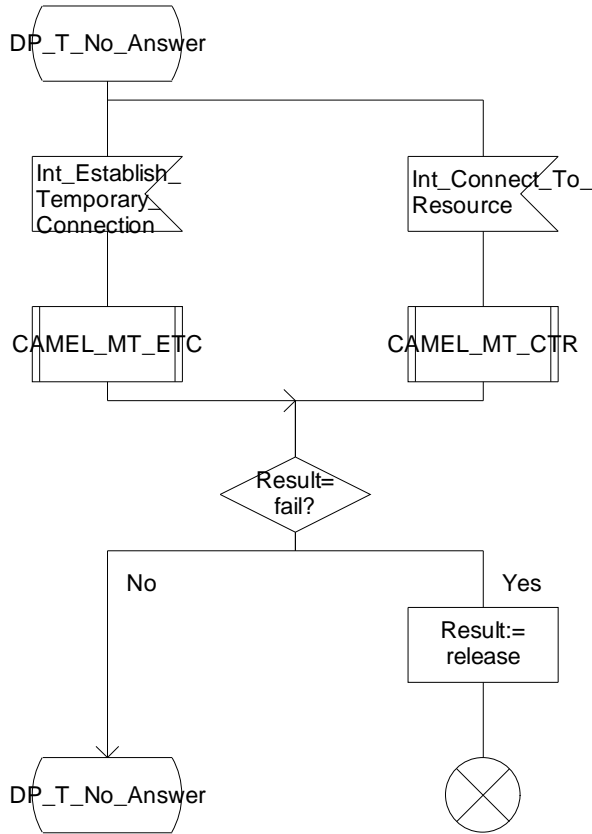 DP_T_No_Answer
Int_Establish_
Temporary_
Connection
Int_Connect_To_
Resource
CAMEL_MT_ETC
CAMEL_MT_CTR
Result=
fail?
No
Yes
Result:=
release
DP_T_No_Answer